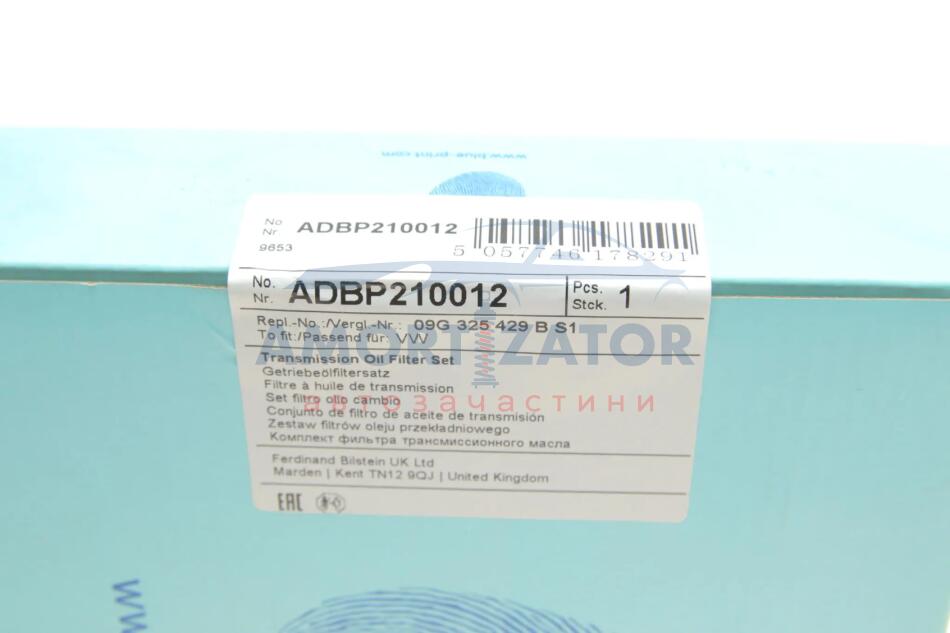 www.blue-print.com
No
Nr ADBP210012
9653
5 057746 178291
No.
Nr. ADBP210012
Pcs.
Stck. 1
Repl.-No.:/Vergl.-Nr.: 09G 325 429 B S1
To fit:/Passend für: VW
AMORTIZATOR
Transmission Oil Filter Set
Getriebeölfiltersatz
Filtre à huile de transmission
Set filtro olio cambio
автозачастини
Conjunto de filtro de aceite de transmisión
Zestaw filtrów oleju przekładniowego
Комплект фильтра трансмиссионного масла
Ferdinand Bilstein UK Ltd
Marden | Kent TN12 9QJ | United Kingdom
EAC